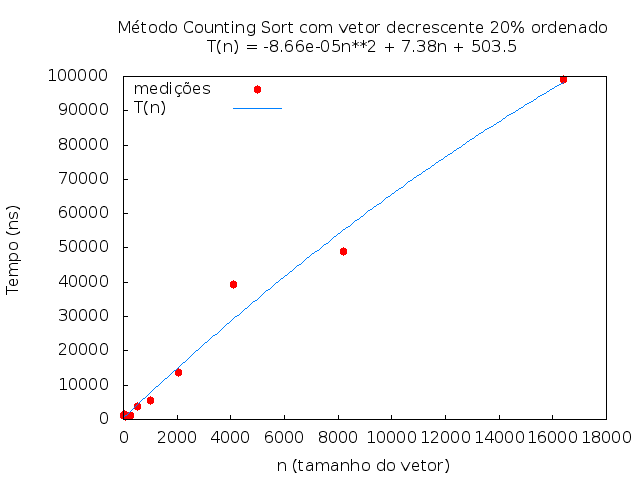 Método Counting Sort com vetor decrescente 20% ordenado
T(n) = -8.66e-05n**2 + 7.38n + 503.5
medições
T(n)
100000
90000
80000
70000
60000
50000
40000
30000
20000
10000
0
Tempo (ns)
0 2000 4000 6000 8000 10000 12000 14000 16000 18000
n (tamanho do vetor)